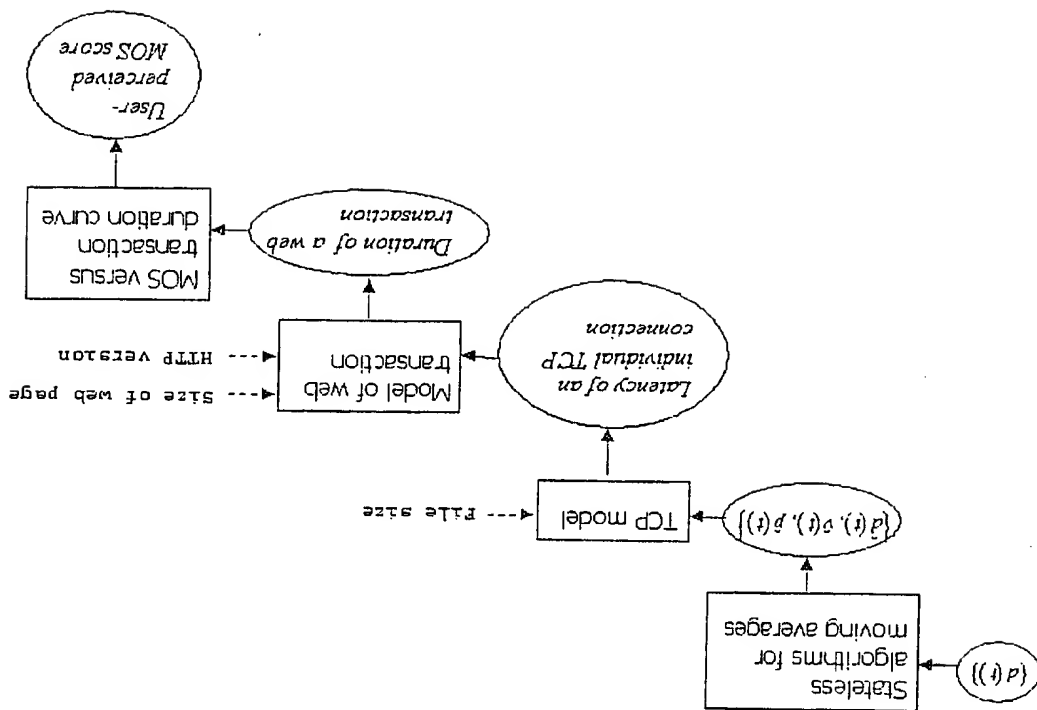 {d(t)}
Stateless
algorithms for
moving averages
{d̂(t), v̂(t), p̂(t)}
TCP model
File size
Latency of an
individual TCP
connection
Model of web
transaction
Size of web page
HTTP version
Duration of a web
transaction
MOS versus
transaction
duration curve
User-
perceived
MOS score